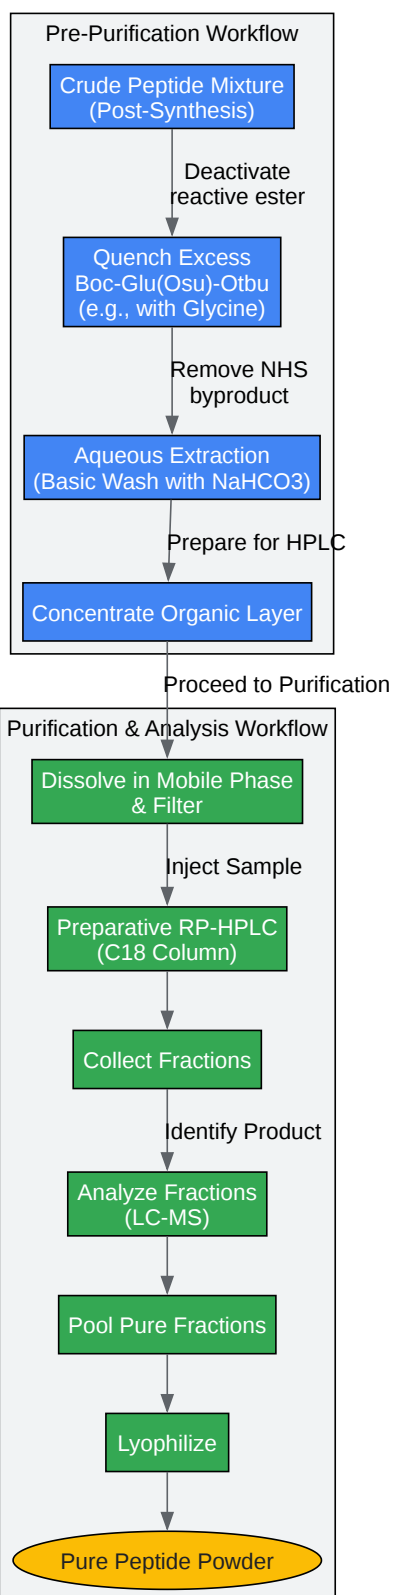 Pre-Purification Workflow
Crude Peptide Mixture
(Post-Synthesis)
Deactivate
reactive ester
Quench Excess
Boc-Glu(Osu)-Otbu
(e.g., with Glycine)
Remove NHS
byproduct
Aqueous Extraction
(Basic Wash with NaHCO3)
Prepare for HPLC
Concentrate Organic Layer
Proceed to Purification
Purification & Analysis Workflow
Dissolve in Mobile Phase
& Filter
Inject Sample
Preparative RP-HPLC
(C18 Column)
Collect Fractions
Identify Product
Analyze Fractions
(LC-MS)
Pool Pure Fractions
Lyophilize
Pure Peptide Powder